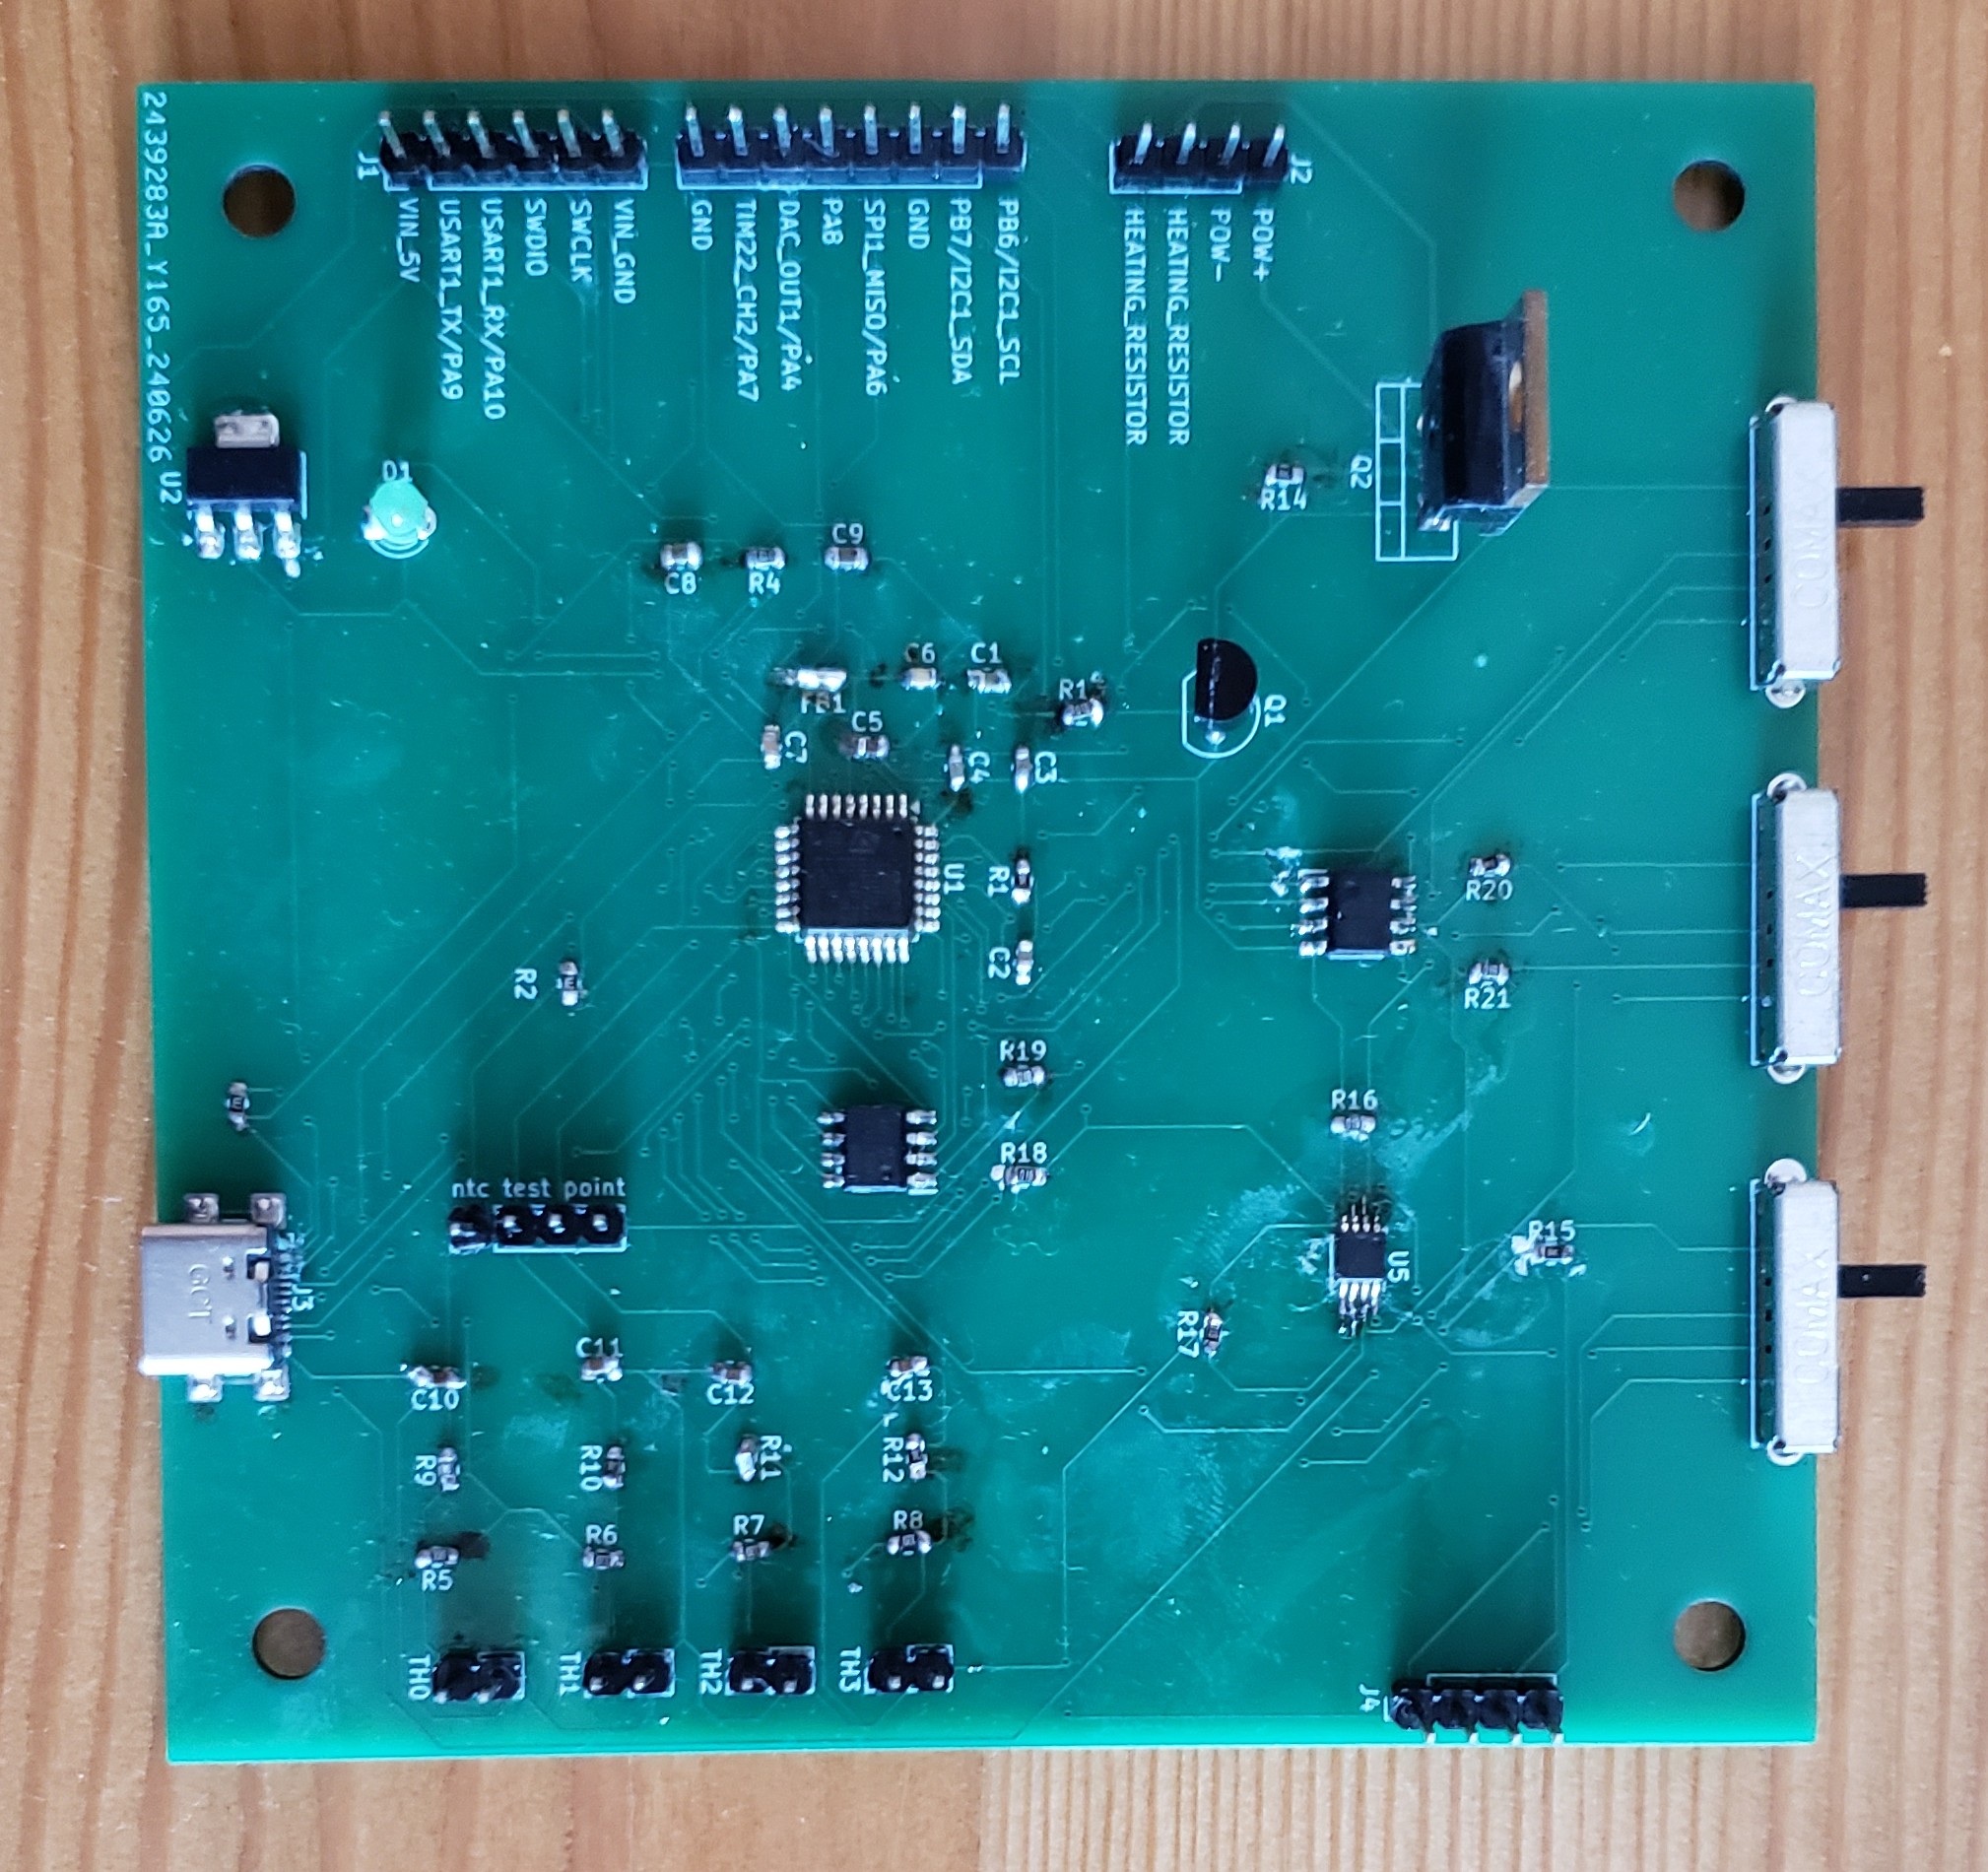 2439283A_Y165_240626
J1
VIN_5V
USART1_TX/PA9
USART1_RX/PA10
SWDIO
SWCLK
VIN_GND
GND
TIM22_CH2/PA7
DAC_OUT1/PA4
PA8
SPI1_MISO/PA6
GND
PB7/I2C1_SDA
PB6/I2C1_SCL
J2
HEATING_RESISTOR
HEATING_RESISTOR
POW-
POW+
U2
D1
Q2
R14
COMAX
C8
R4
C9
C6
C1
FB1
C5
C7
C4
C3
Q1
U1
R1
C2
R2
R20
R21
COMAX
R19
R18
R16
ntc test point
GCT
J3
U5
R15
R17
COMAX
C10
C11
C12
C13
R9
R10
R11
R12
R5
R6
R7
R8
TH0
TH1
TH2
TH3
J4